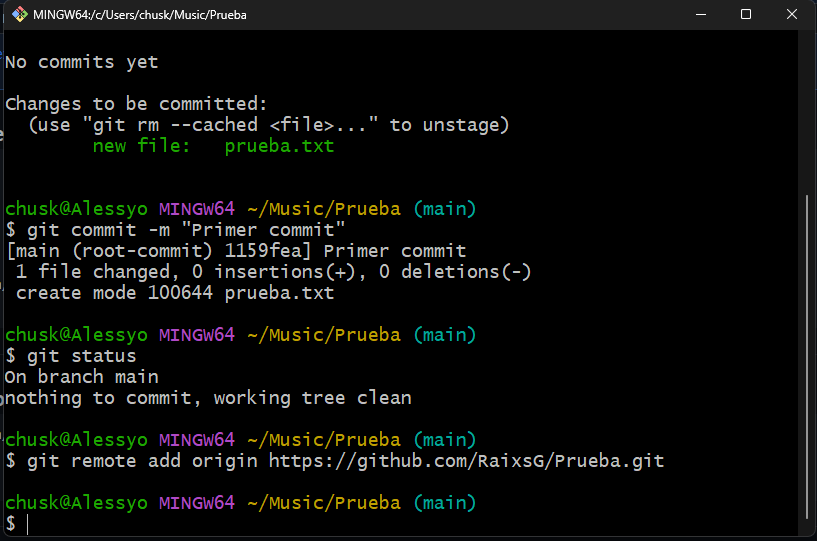 MINGW64:/c/Users/chusk/Music/Prueba
No commits yet
Changes to be committed:
  (use "git rm --cached <file>..." to unstage)
        new file:   prueba.txt
chusk@Alessyo MINGW64 ~/Music/Prueba (main)
$ git commit -m "Primer commit"
[main (root-commit) 1159fea] Primer commit
 1 file changed, 0 insertions(+), 0 deletions(-)
 create mode 100644 prueba.txt
chusk@Alessyo MINGW64 ~/Music/Prueba (main)
$ git status
On branch main
nothing to commit, working tree clean
chusk@Alessyo MINGW64 ~/Music/Prueba (main)
$ git remote add origin https://github.com/RaixsG/Prueba.git
chusk@Alessyo MINGW64 ~/Music/Prueba (main)
$